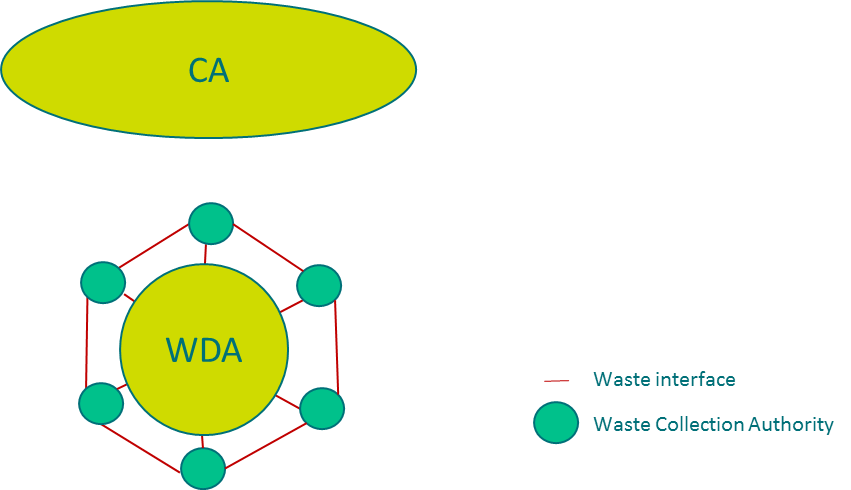 CA
WDA
Waste interface
Waste Collection Authority